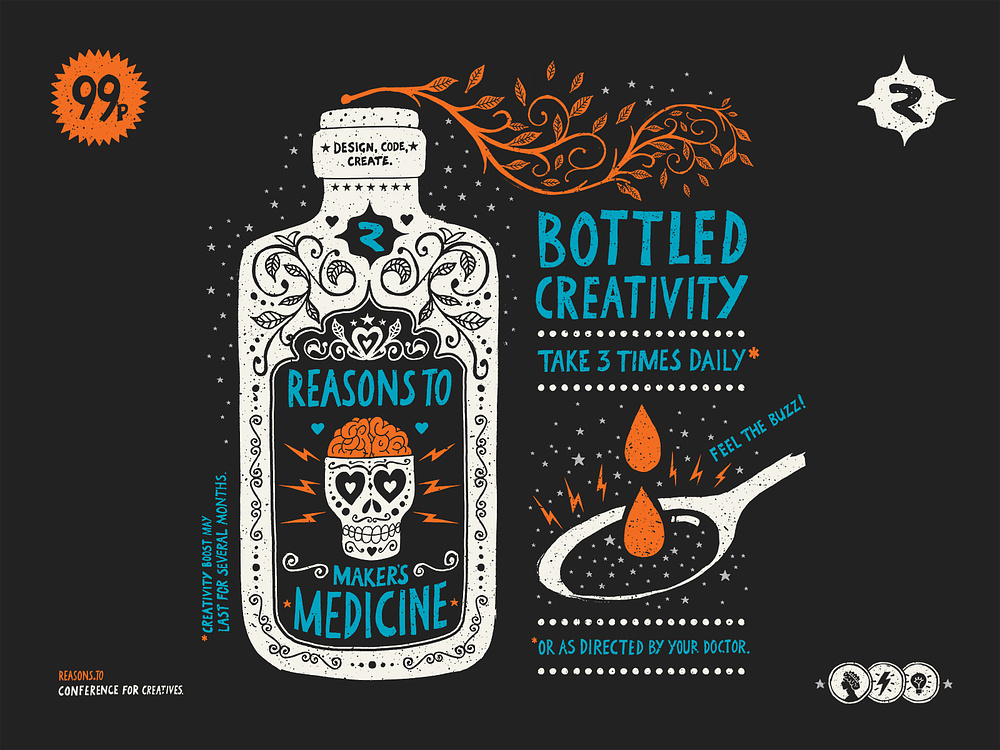 99P
DESIGN, CODE,
CREATE.
REASONS TO
MAKER'S
MEDICINE
BOTTLED
CREATIVITY
TAKE 3 TIMES DAILY*
FEEL THE BUZZ!
*OR AS DIRECTED BY YOUR DOCTOR.
*CREATIVITY BOOST MAY
LAST FOR SEVERAL MONTHS.
REASONS.TO
CONFERENCE FOR CREATIVES.